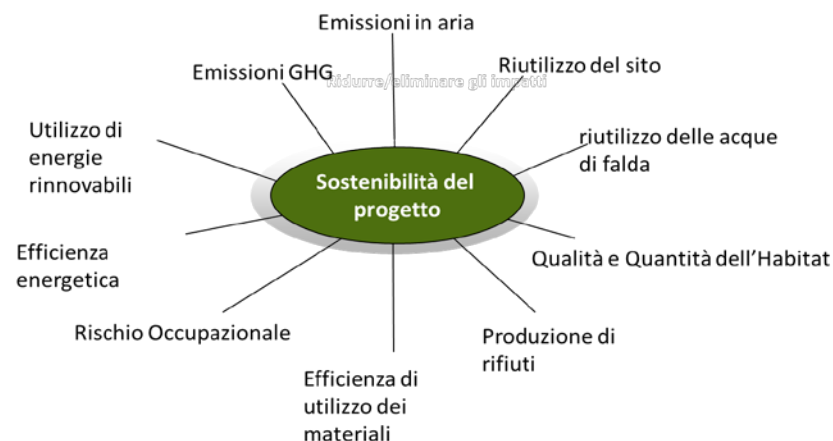 Emissioni in aria
Emissioni GHG
Ridurre/eliminare gli impatti
Riutilizzo del sito
Utilizzo di
energie
rinnovabili
riutilizzo delle acque
di falda
Sostenibilità del
progetto
Efficienza
energetica
Qualità e Quantità dell'Habitat
Rischio Occupazionale
Produzione di
rifiuti
Efficienza di
utilizzo dei
materiali